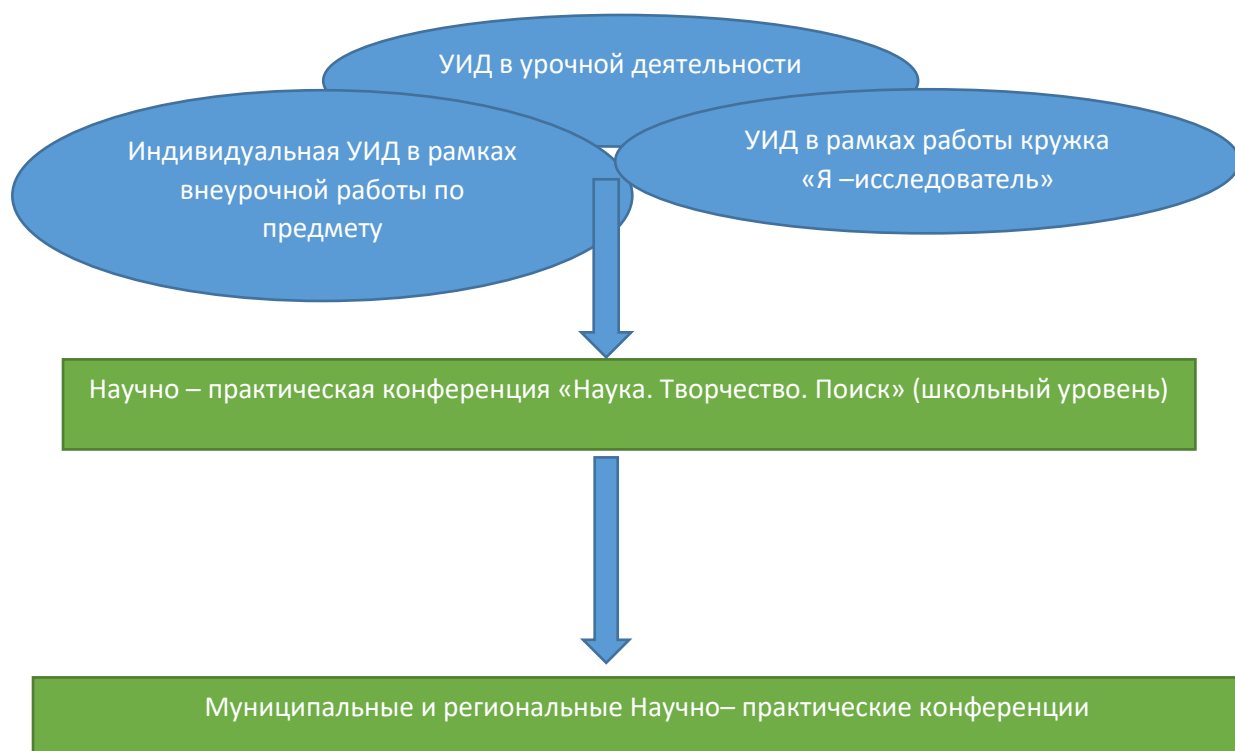 УИД в урочной деятельности
Индивидуальная УИД в рамках
внеурочной работы по
предмету
УИД в рамках работы кружка
«Я –исследователь»
Научно – практическая конференция «Наука. Творчество. Поиск» (школьный уровень)
Муниципальные и региональные Научно– практические конференции